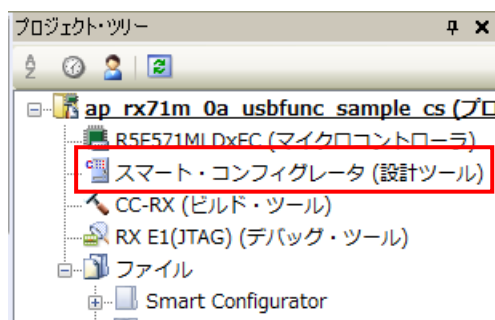 プロジェクト・ツリー
ap_rx71m_0a_usbfunc_sample_cs (プロ
R5F571MLDxFC (マイクロコントローラ)
スマート・コンフィグレータ (設計ツール)
CC-RX (ビルド・ツール)
RX E1(JTAG) (デバッグ・ツール)
ファイル
Smart Configurator